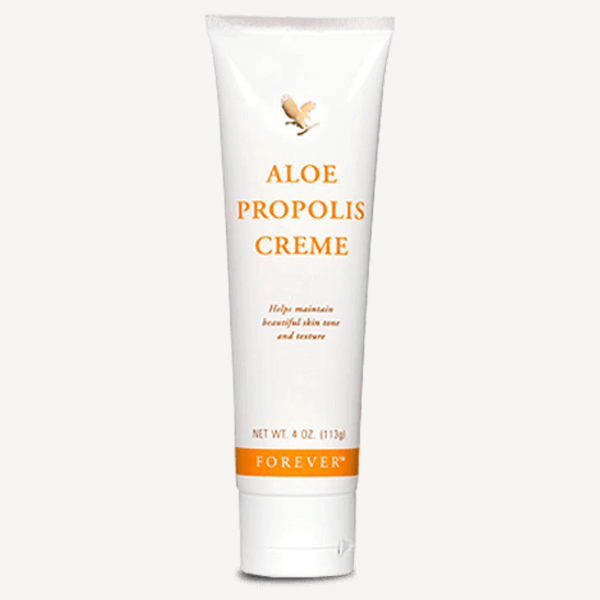 ALOE
PROPOLIS
CREME
Helps maintain
beautiful skin tone
and texture
NET WT. 4 OZ. (113g)
FOREVER™